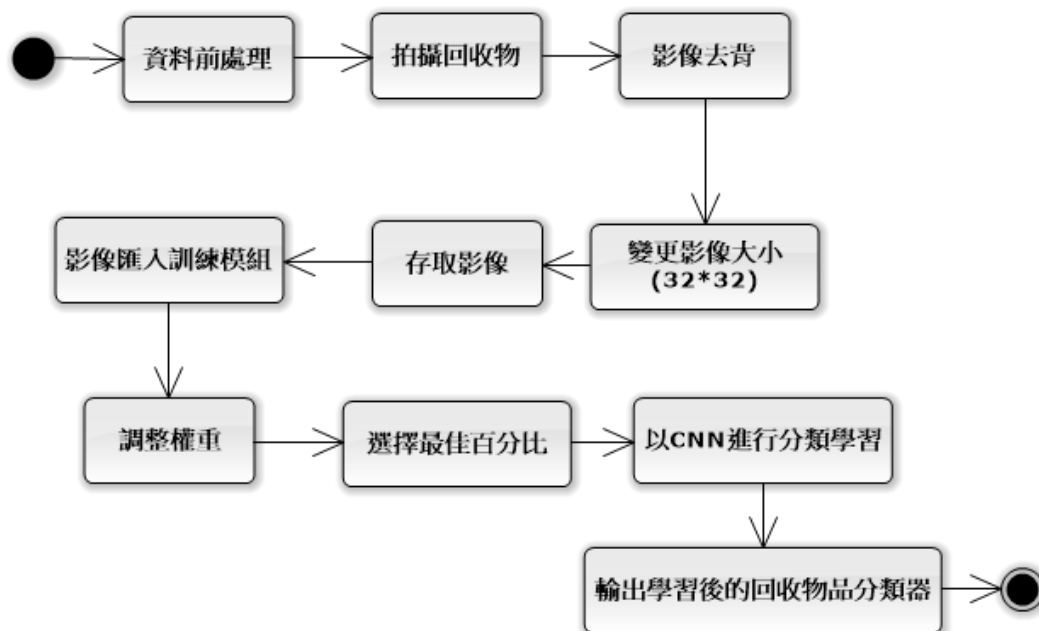 資料前處理
拍攝回收物
影像去背
變更影像大小
(32*32)
存取影像
影像匯入訓練模組
調整權重
選擇最佳百分比
以CNN進行分類學習
輸出學習後的回收物品分類器